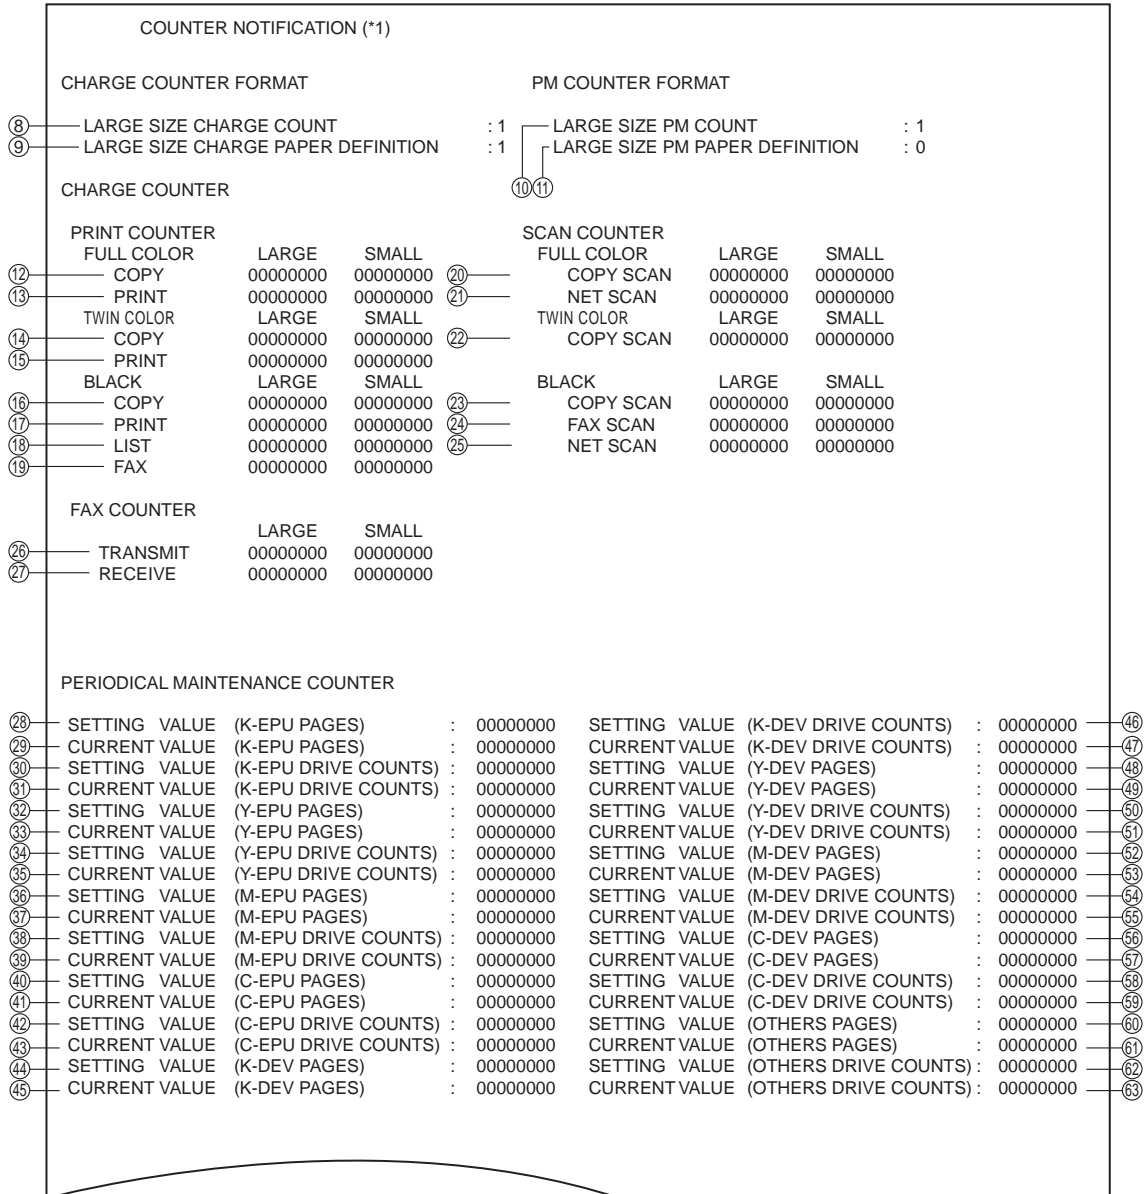 COUNTER NOTIFICATION (*1)
CHARGE COUNTER FORMAT PM COUNTER FORMAT
⑧ LARGE SIZE CHARGE COUNT : 1 LARGE SIZE PM COUNT : 1
⑨ LARGE SIZE CHARGE PAPER DEFINITION : 1 LARGE SIZE PM PAPER DEFINITION : 0
⑩ ⑪
CHARGE COUNTER
PRINT COUNTER SCAN COUNTER
FULL COLOR LARGE SMALL FULL COLOR LARGE SMALL
⑫ COPY 00000000 00000000 ⑳ COPY SCAN 00000000 00000000
⑬ PRINT 00000000 00000000 ㉑ NET SCAN 00000000 00000000
TWIN COLOR LARGE SMALL TWIN COLOR LARGE SMALL
⑭ COPY 00000000 00000000 ㉒ COPY SCAN 00000000 00000000
⑮ PRINT 00000000 00000000
BLACK LARGE SMALL BLACK LARGE SMALL
⑯ COPY 00000000 00000000 ㉓ COPY SCAN 00000000 00000000
⑰ PRINT 00000000 00000000 ㉔ FAX SCAN 00000000 00000000
⑱ LIST 00000000 00000000 ㉕ NET SCAN 00000000 00000000
⑲ FAX 00000000 00000000
FAX COUNTER
LARGE SMALL
㉖ TRANSMIT 00000000 00000000
㉗ RECEIVE 00000000 00000000
PERIODICAL MAINTENANCE COUNTER
㉘ SETTING VALUE (K-EPU PAGES) : 00000000 SETTING VALUE (K-DEV DRIVE COUNTS) : 00000000 ㊻
㉙ CURRENT VALUE (K-EPU PAGES) : 00000000 CURRENT VALUE (K-DEV DRIVE COUNTS) : 00000000 ㊼
㉚ SETTING VALUE (K-EPU DRIVE COUNTS) : 00000000 SETTING VALUE (Y-DEV PAGES) : 00000000 ㊽
㉛ CURRENT VALUE (K-EPU DRIVE COUNTS) : 00000000 CURRENT VALUE (Y-DEV PAGES) : 00000000 ㊾
㉜ SETTING VALUE (Y-EPU PAGES) : 00000000 SETTING VALUE (Y-DEV DRIVE COUNTS) : 00000000 ㊿
㉝ CURRENT VALUE (Y-EPU PAGES) : 00000000 CURRENT VALUE (Y-DEV DRIVE COUNTS) : 00000000 51
㉞ SETTING VALUE (Y-EPU DRIVE COUNTS) : 00000000 SETTING VALUE (M-DEV PAGES) : 00000000 52
㉟ CURRENT VALUE (Y-EPU DRIVE COUNTS) : 00000000 CURRENT VALUE (M-DEV PAGES) : 00000000 53
㊱ SETTING VALUE (M-EPU PAGES) : 00000000 SETTING VALUE (M-DEV DRIVE COUNTS) : 00000000 54
㊲ CURRENT VALUE (M-EPU PAGES) : 00000000 CURRENT VALUE (M-DEV DRIVE COUNTS) : 00000000 55
㊳ SETTING VALUE (M-EPU DRIVE COUNTS) : 00000000 SETTING VALUE (C-DEV PAGES) : 00000000 56
㊴ CURRENT VALUE (M-EPU DRIVE COUNTS) : 00000000 CURRENT VALUE (C-DEV PAGES) : 00000000 57
㊵ SETTING VALUE (C-EPU PAGES) : 00000000 SETTING VALUE (C-DEV DRIVE COUNTS) : 00000000 58
㊶ CURRENT VALUE (C-EPU PAGES) : 00000000 CURRENT VALUE (C-DEV DRIVE COUNTS) : 00000000 59
㊷ SETTING VALUE (C-EPU DRIVE COUNTS) : 00000000 SETTING VALUE (OTHERS PAGES) : 00000000 60
㊸ CURRENT VALUE (C-EPU DRIVE COUNTS) : 00000000 CURRENT VALUE (OTHERS PAGES) : 00000000 61
㊹ SETTING VALUE (K-DEV PAGES) : 00000000 SETTING VALUE (OTHERS DRIVE COUNTS) : 00000000 62
㊺ CURRENT VALUE (K-DEV PAGES) : 00000000 CURRENT VALUE (OTHERS DRIVE COUNTS) : 00000000 63